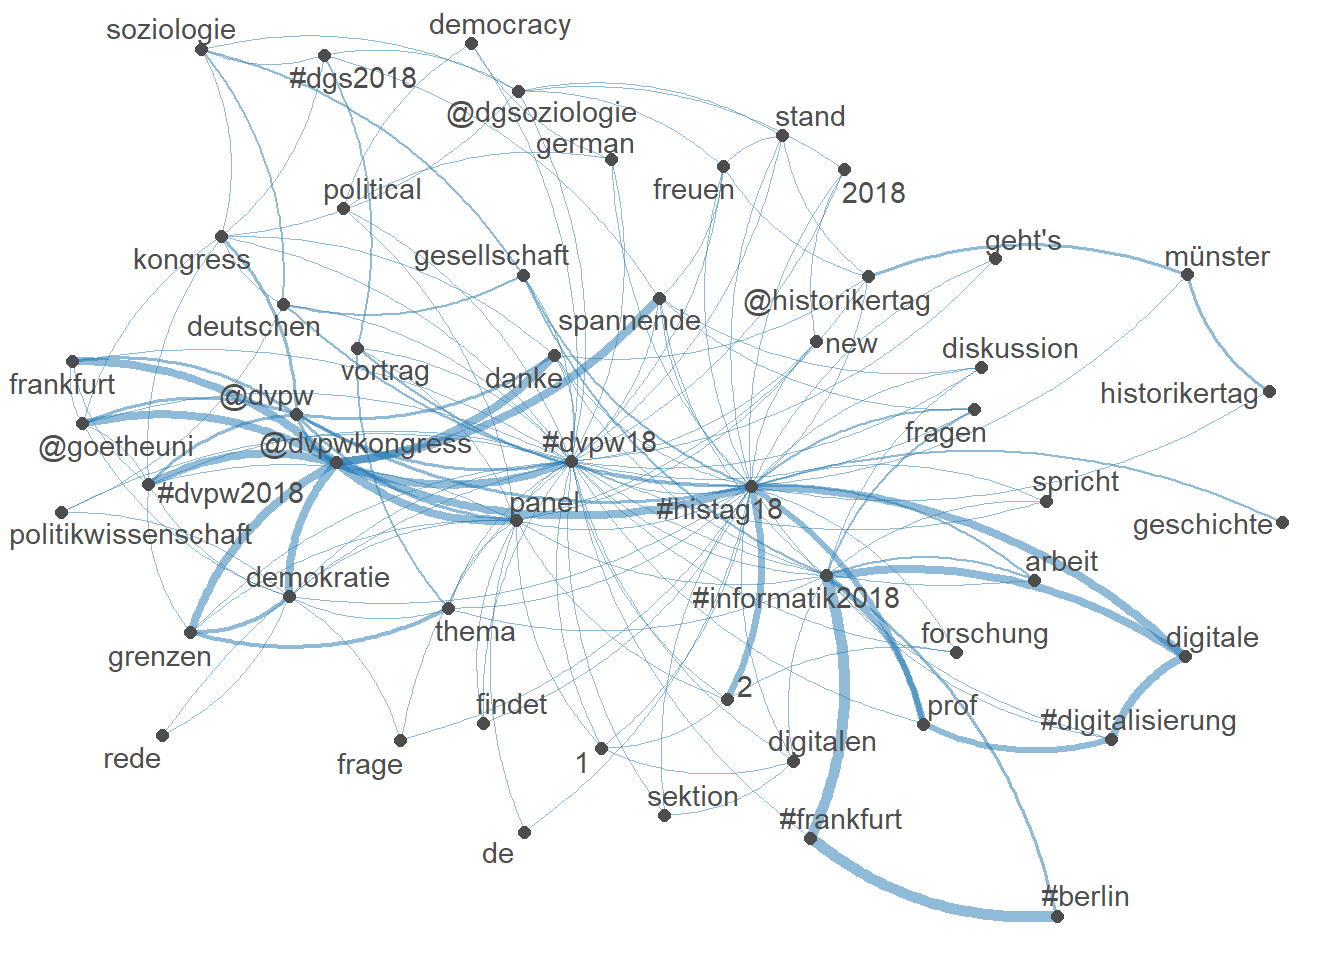 soziologie
democracy
#dgs2018
@dgsoziologie
stand
german
political
freuen
2018
geht's
gesellschaft
münster
kongress
@historikertag
spannende
deutschen
new
diskussion
vortrag
danke
frankfurt
@dvpw
historikertag
fragen
@goetheuni
@dvpwkongress
#dvpw18
#dvpw2018
panel
#histag18
spricht
politikwissenschaft
geschichte
demokratie
arbeit
#informatik2018
thema
forschung
digitale
grenzen
2
findet
prof
#digitalisierung
rede
frage
1
digitalen
sektion
#frankfurt
de
#berlin